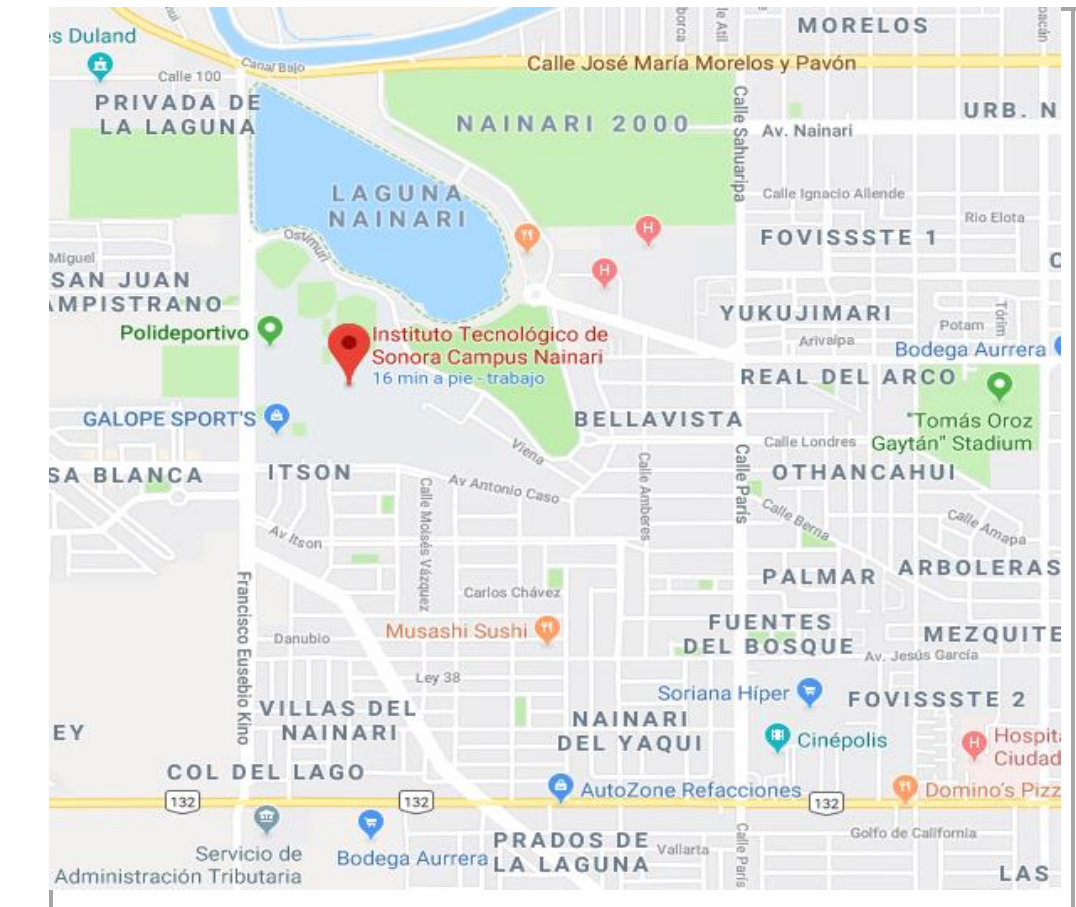 MORELOS
es Duland
Calle José María Morelos y Pavón
Canal Bajo
Calle 100
PRIVADA DE
LA LAGUNA
URB. N
NAINARI 2000
Av. Nainari
Calle Sahuaripa
LAGUNA
NAINARI
Calle Ignacio Allende
Rio Elota
Ostimuri
H
FOVISSSTE 1
Miguel
SAN JUAN
AMPISTRANO
H
YUKUJIMARI
Tórim
Potam
Polideportivo
Instituto Tecnológico de
Sonora Campus Nainari
16 min a pie - trabajo
Arivaipa
Bodega Aurrera
REAL DEL ARCO
GALOPE SPORT'S
BELLAVISTA
"Tomás Oroz
Gaytán" Stadium
Calle Londres
Viena
SA BLANCA
ITSON
Calle Amberes
Calle París
OTHANCAHUI
Av Antonio Caso
Calle Moisés Vázquez
Calle Berna
Calle Amapa
Av Itson
PALMAR
ARBOLERAS
Francisco Eusebio Kino
Carlos Chávez
Musashi Sushi
FUENTES
DEL BOSQUE
MEZQUITE
Danubio
Av. Jesús García
Ley 38
Soriana Híper
FOVISSSTE 2
VILLAS DEL
NAINARI
NAINARI
DEL YAQUI
EY
Cinépolis
H
Hospita
Ciudad
COL DEL LAGO
AutoZone Refacciones
Domino's Pizz
132
132
132
Servicio de
Administración Tributaria
Bodega Aurrera
PRADOS DE
LA LAGUNA
Vallarta
Calle París
Golfo de California
LAS